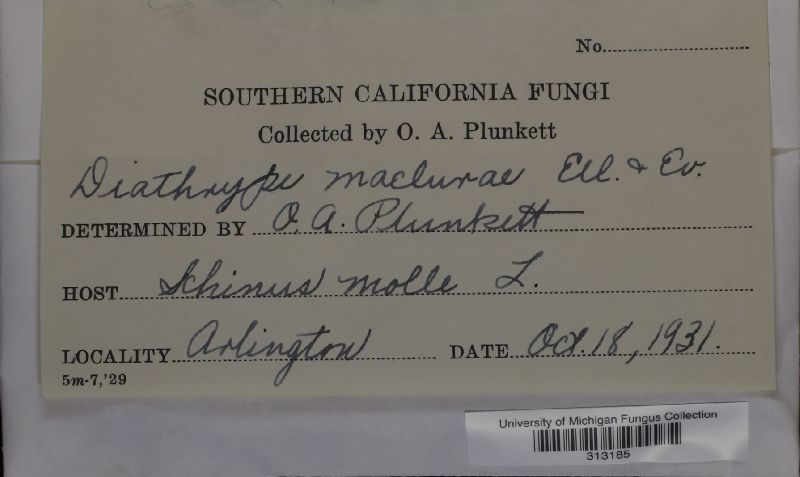 No.
SOUTHERN CALIFORNIA FUNGI
Collected by O. A. Plunkett
Diathrype maclurae Ell. & Ev.
DETERMINED BY O. A. Plunkett
HOST Schinus molle L.
LOCALITY Arlington DATE Oct. 18, 1931.
5m-7,'29
University of Michigan Fungus Collection
313185